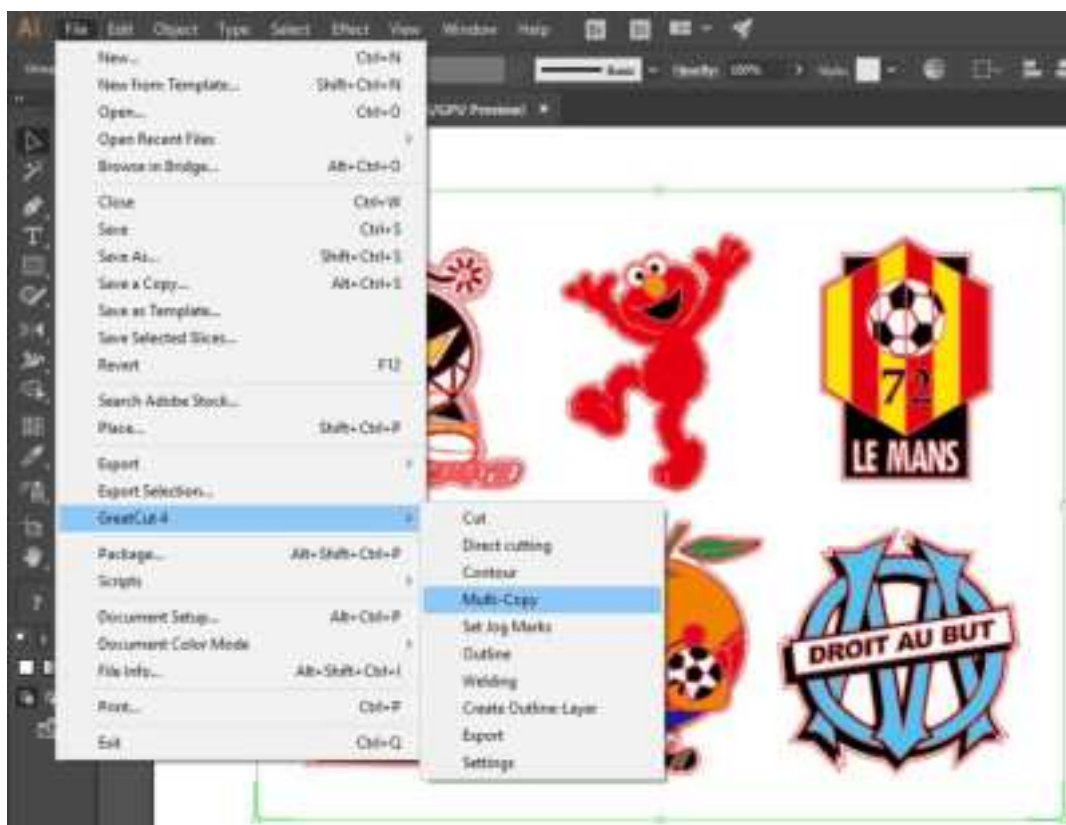 Ai File Edit Object Type Select Effect View Window Help
Basic Opacity: 100%
/GPU Preview)
New... Ctrl+N
New from Template... Shift+Ctrl+N
Open... Ctrl+O
Open Recent Files
Browse in Bridge... Alt+Ctrl+O
Close Ctrl+W
Save Ctrl+S
Save As... Shift+Ctrl+S
Save a Copy... Alt+Ctrl+S
Save as Template...
Save Selected Slices...
Revert F12
Search Adobe Stock...
Place... Shift+Ctrl+P
Export
Export Selection...
GreatCut-4
Package... Alt+Shift+Ctrl+P
Scripts
Document Setup... Alt+Ctrl+P
Document Color Mode
File Info... Alt+Shift+Ctrl+I
Print... Ctrl+P
Exit Ctrl+Q
Cut
Direct cutting
Contour
Multi-Copy
Set Jog Marks
Outline
Welding
Create Outline-Layer
Export
Settings
72
LE MANS
DROIT AU BUT